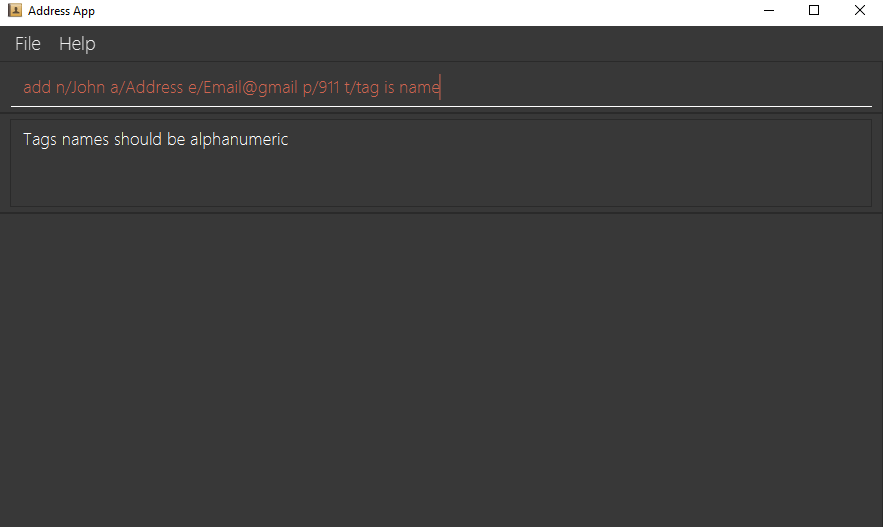 Address App
File Help
add n/John a/Address e/Email@gmail p/911 t/tag is name
Tags names should be alphanumeric